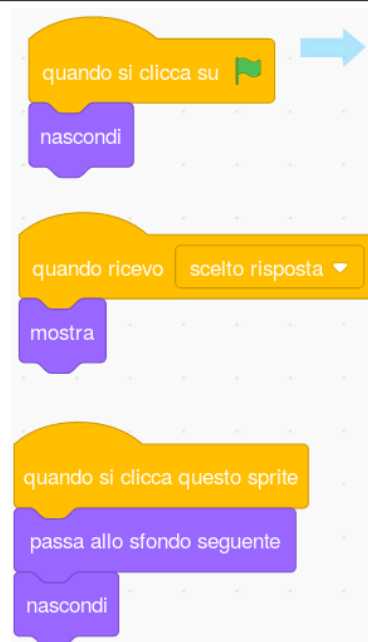 quando si clicca su
nascondi
quando ricevo scelto risposta
mostra
quando si clicca questo sprite
passa allo sfondo seguente
nascondi